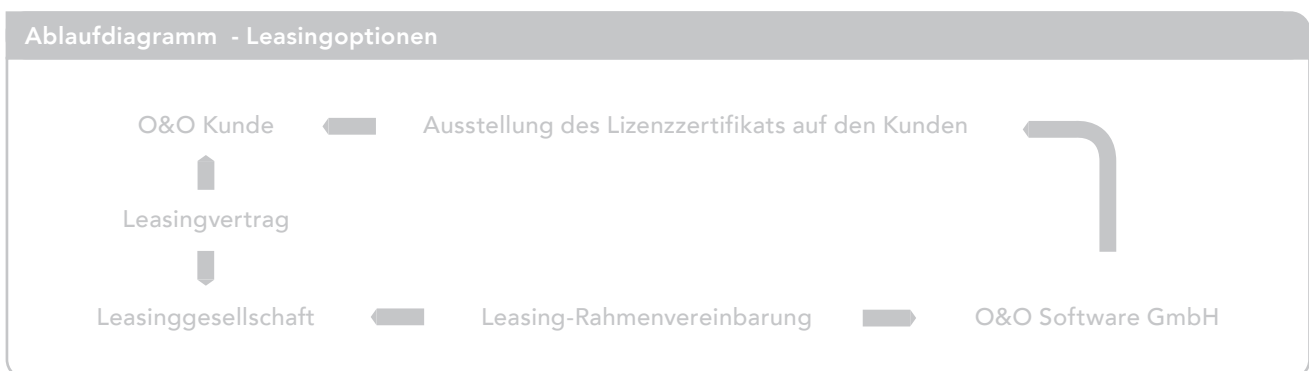 Ablaufdiagramm - Leasingoptionen
O&O Kunde Ausstellung des Lizenzzertifikats auf den Kunden
Leasingvertrag
Leasinggesellschaft Leasing-Rahmenvereinbarung O&O Software GmbH